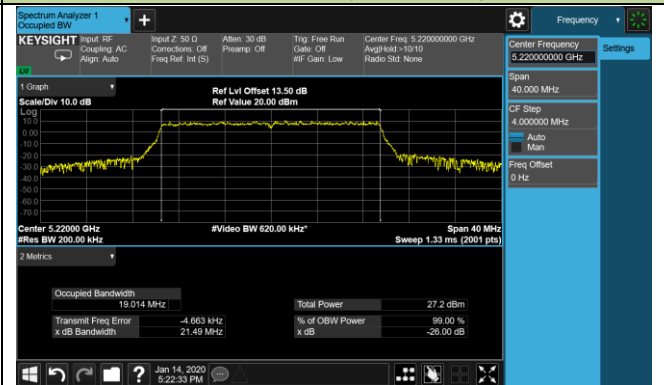 Spectrum Analyzer 1
Occupied BW
Frequency
KEYSIGHT Input: RF Input Z: 50 Ω Atten: 30 dB Trig: Free Run Center Freq: 5.220000000 GHz
Coupling: AC Corrections: Off Preamp: Off Gate: Off Avg|Hold:>10/10
Align: Auto Freq Ref: Int (S) #IF Gain: Low Radio Std: None
Center Frequency
5.220000000 GHz
Settings
Span
40.000 MHz
CF Step
4.000000 MHz
Auto
Man
Freq Offset
0 Hz
1 Graph
Ref Lvl Offset 13.50 dB
Scale/Div 10.0 dB Ref Value 20.00 dBm
Log
10.0
0.00
-10.0
-20.0
-30.0
-40.0
-50.0
-60.0
-70.0
Center 5.22000 GHz #Video BW 620.00 kHz* Span 40 MHz
#Res BW 200.00 kHz Sweep 1.33 ms (2001 pts)
2 Metrics
Occupied Bandwidth
19.014 MHz Total Power 27.2 dBm
Transmit Freq Error -4.663 kHz % of OBW Power 99.00 %
x dB Bandwidth 21.49 MHz x dB -26.00 dB
Jan 14, 2020
5:22:33 PM